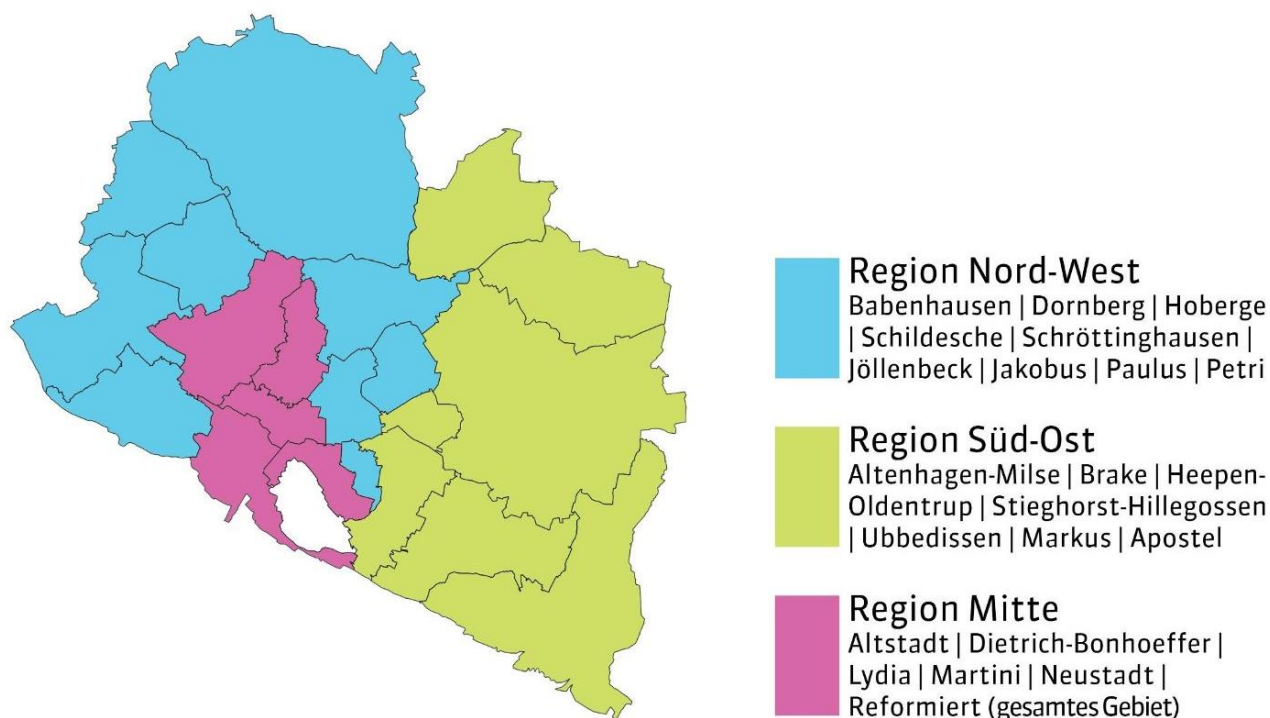 Region Nord-West
Babenhausen | Dornberg | Hoberge
| Schildesche | Schröttinghausen |
Jöllenbeck | Jakobus | Paulus | Petri
Region Süd-Ost
Altenhagen-Milse | Brake | Heepen-
Oldentrup | Stieghorst-Hillegossen
| Ubbedissen | Markus | Apostel
Region Mitte
Altstadt | Dietrich-Bonhoeffer |
Lydia | Martini | Neustadt |
Reformiert (gesamtes Gebiet)